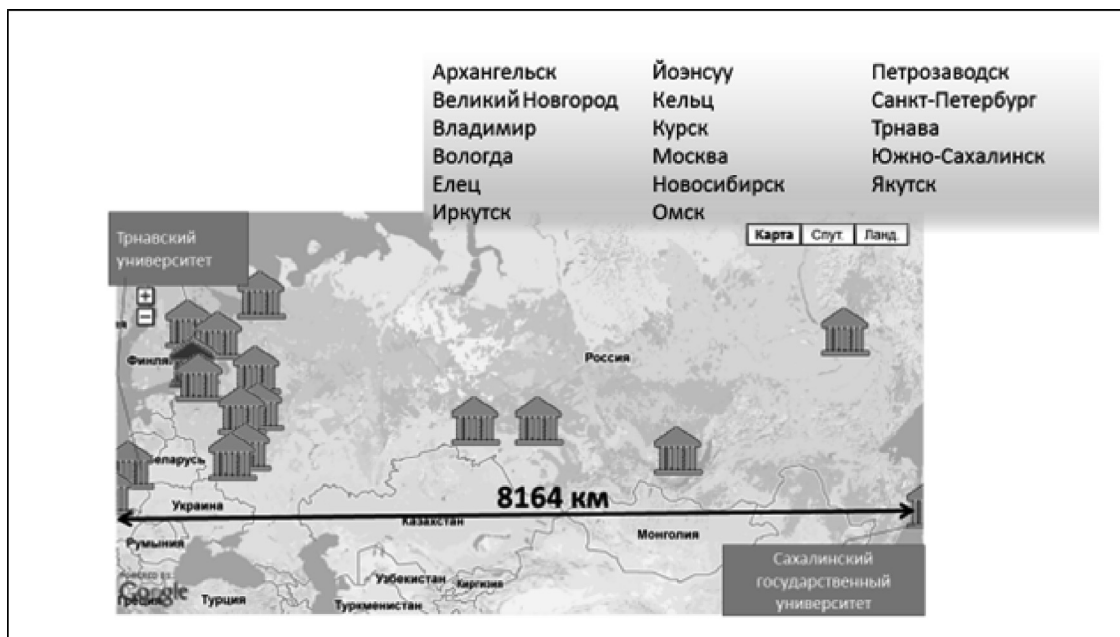 Архангельск
Великий Новгород
Владимир
Вологда
Елец
Иркутск
Йоэнсуу
Кельц
Курск
Москва
Новосибирск
Омск
Петрозаводск
Санкт-Петербург
Трнава
Южно-Сахалинск
Якутск
Трнавский
университет
Карта
Спут.
Ланд.
+
−
Россия
8164 км
Украина
Казахстан
Монголия
Румыния
Узбекистан
Киргизия
Турция
Туркменистан
POWERED BY
Google
Сахалинский
государственный
университет